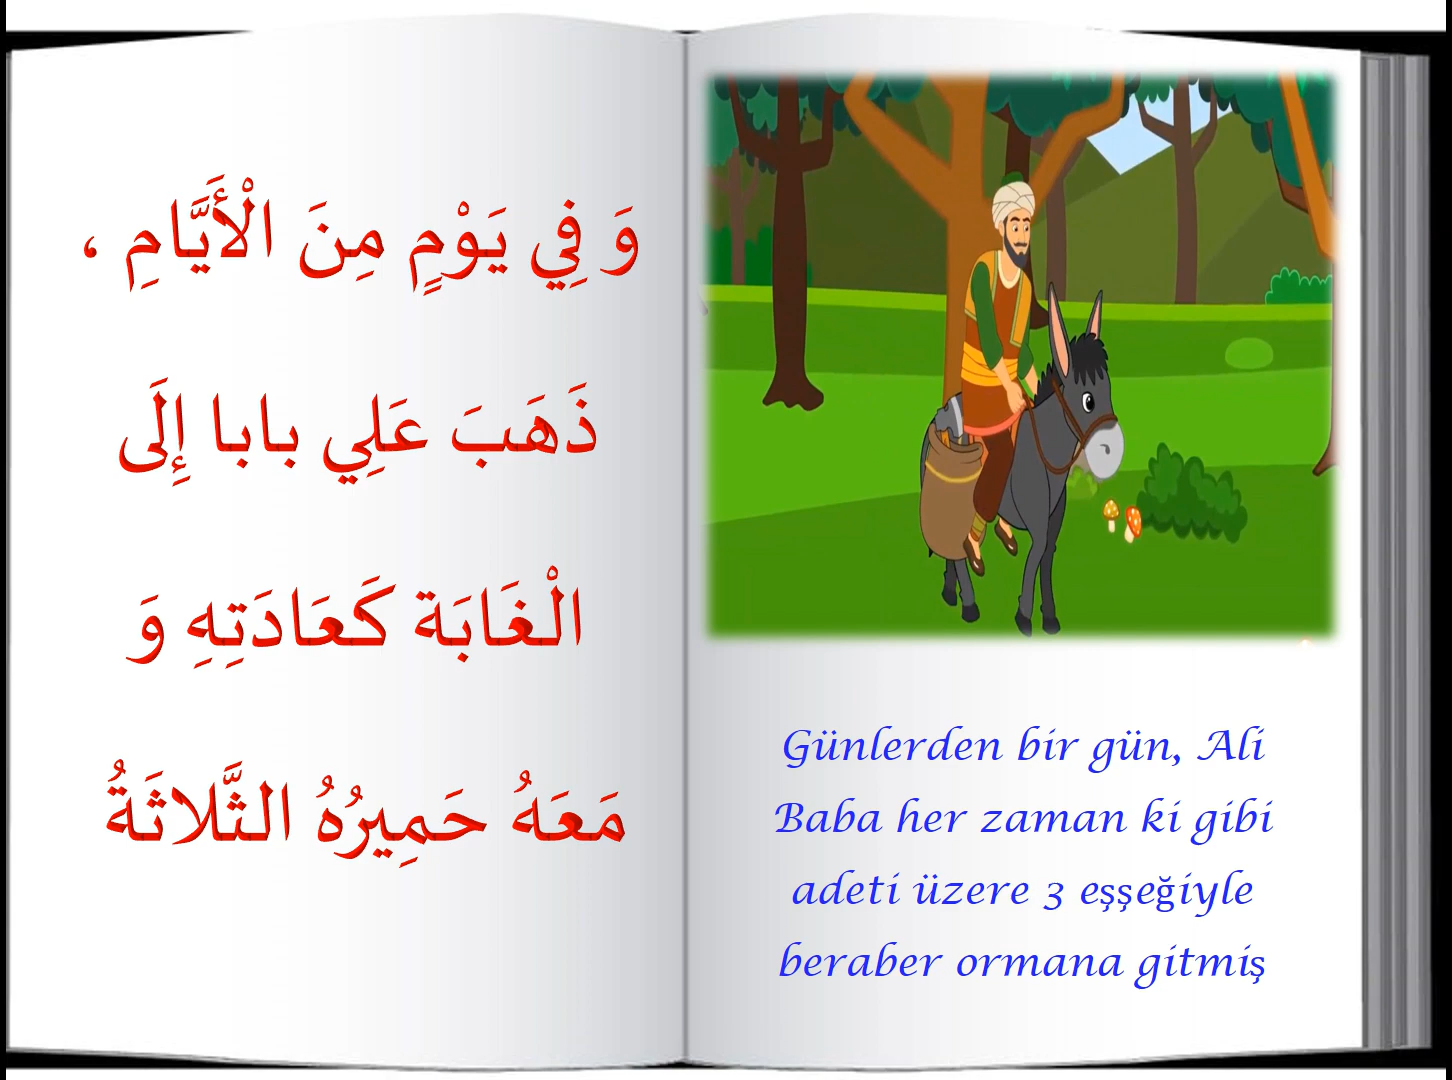 وَ فِي يَوْمٍ مِنَ الْأَيَّامِ ،
ذَهَبَ عَلِي بابا إِلَى
الْغَابَة كَعَادَتِهِ وَ
مَعَهُ حَمِيرُهُ الثَّلاثَةُ
Günlerden bir gün, Ali
Baba her zaman ki gibi
adeti üzere 3 eşşeğiyle
beraber ormana gitmiş